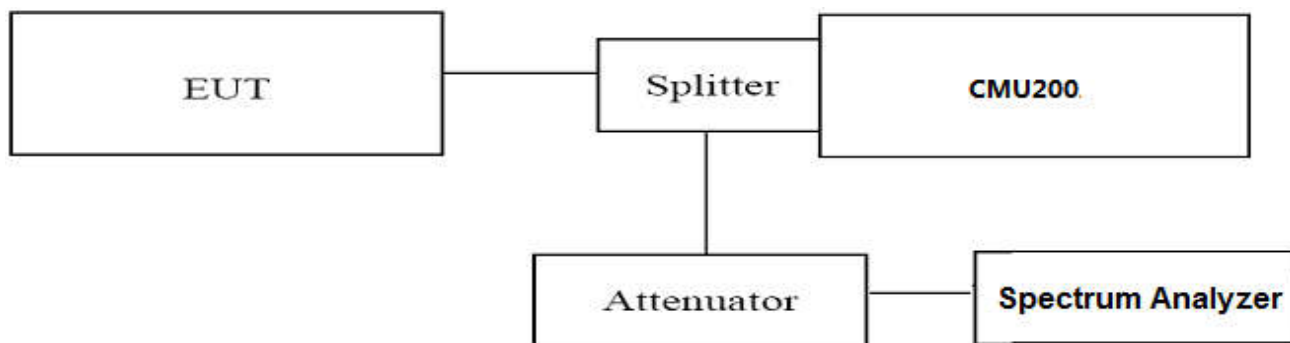 EUT
Splitter
CMU200.
Attenuator
Spectrum Analyzer